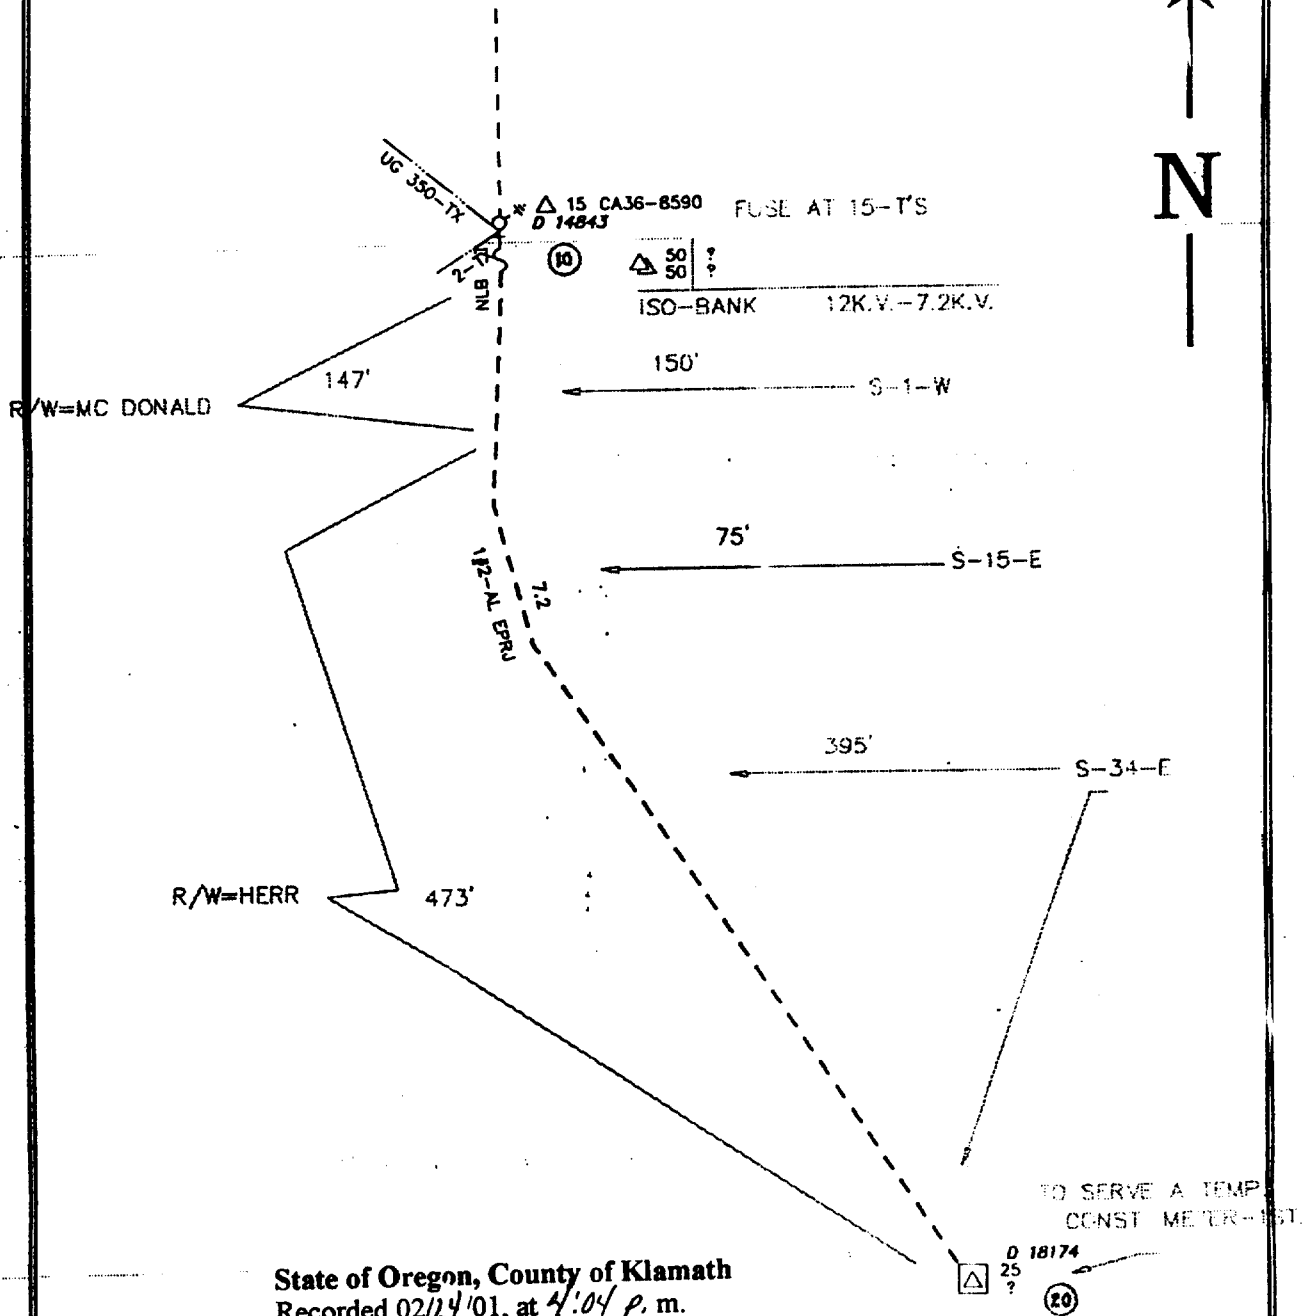 N
UG 350-TX
15 CA36-8590
D 14843
FUSE AT 15-T'S
10
50 ?
50 ?
ISO-BANK 12K.V.-7.2K.V.
NLB
147'
150'
S-1-W
R/W=MC DONALD
75'
S-15-E
7.2
1#2-AL EPRJ
395'
S-34-E
R/W=HERR
473'
TO SERVE A TEMP.
CONST METER-1ST.
D 18174
25
?
20
State of Oregon, County of Klamath
Recorded 02/14/01, at 4:04 p. m.